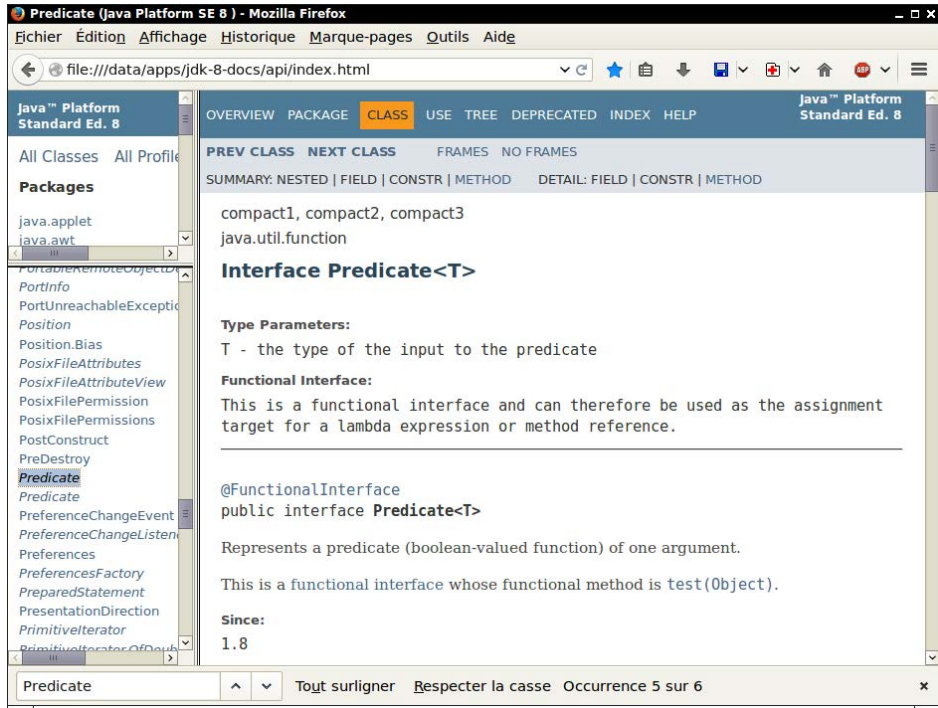 Predicate (Java Platform SE 8 ) - Mozilla Firefox
Fichier Édition Affichage Historique Marque-pages Outils Aide
file:///data/apps/jdk-8-docs/api/index.html
ABP
Java™ Platform
Standard Ed. 8
All Classes All Profile
Packages
java.applet
java.awt
PortableRemoteObjectDe
PortInfo
PortUnreachableExceptio
Position
Position.Bias
PosixFileAttributes
PosixFileAttributeView
PosixFilePermission
PosixFilePermissions
PostConstruct
PreDestroy
Predicate
Predicate
PreferenceChangeEvent
PreferenceChangeListen
Preferences
PreferencesFactory
PreparedStatement
PresentationDirection
PrimitiveIterator
PrimitiveIterator.OfDoub
OVERVIEW PACKAGE CLASS USE TREE DEPRECATED INDEX HELP
Java™ Platform
Standard Ed. 8
PREV CLASS NEXT CLASS FRAMES NO FRAMES
SUMMARY: NESTED | FIELD | CONSTR | METHOD DETAIL: FIELD | CONSTR | METHOD
compact1, compact2, compact3
java.util.function
Interface Predicate<T>
Type Parameters:
T - the type of the input to the predicate
Functional Interface:
This is a functional interface and can therefore be used as the assignment
target for a lambda expression or method reference.
@FunctionalInterface
public interface Predicate<T>
Represents a predicate (boolean-valued function) of one argument.
This is a functional interface whose functional method is test(Object).
Since:
1.8
Predicate Tout surligner Respecter la casse Occurrence 5 sur 6